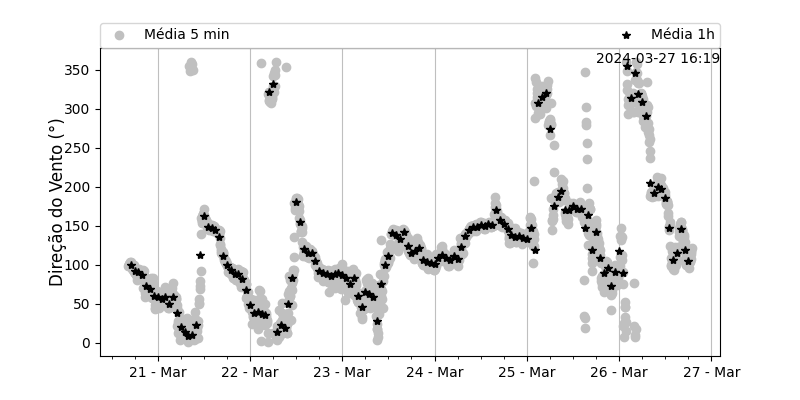 Média 5 min
Média 1h
2024-03-27 16:19
Direção do Vento (°)
350
300
250
200
150
100
50
0
21 - Mar
22 - Mar
23 - Mar
24 - Mar
25 - Mar
26 - Mar
27 - Mar